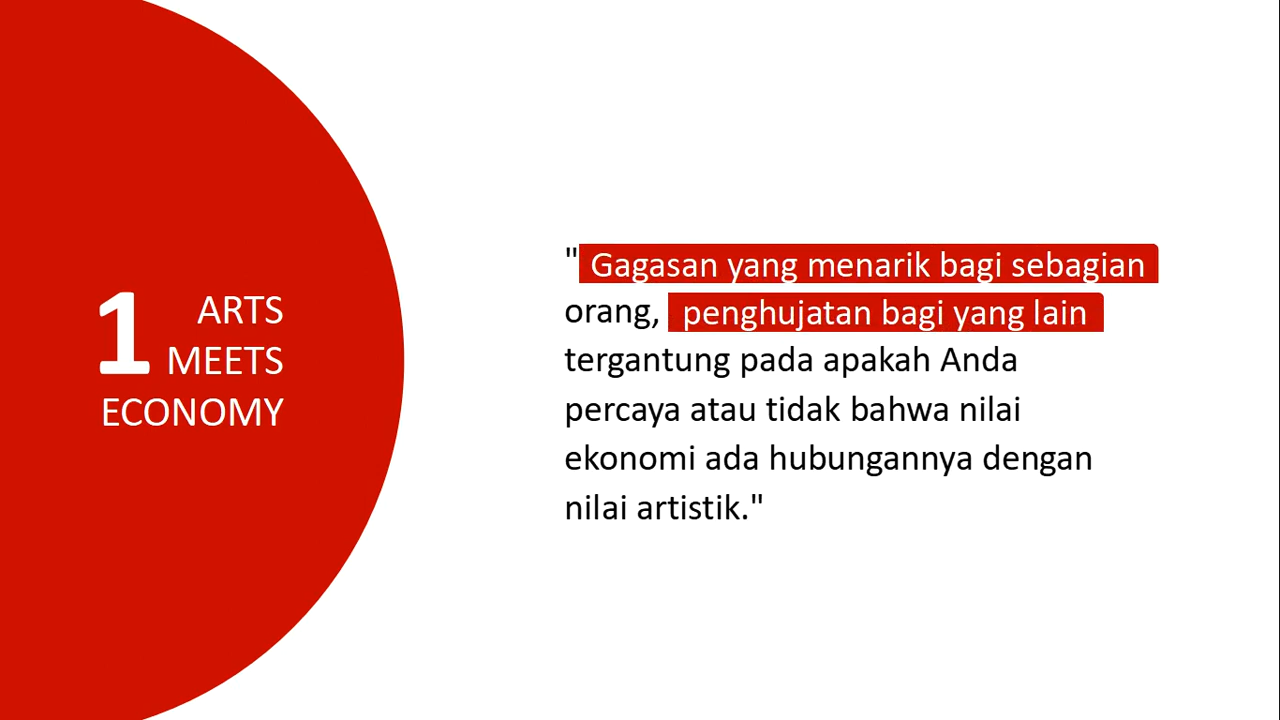 1
ARTS
MEETS
ECONOMY
"Gagasan yang menarik bagi sebagian
orang, penghujatan bagi yang lain
tergantung pada apakah Anda
percaya atau tidak bahwa nilai
ekonomi ada hubungannya dengan
nilai artistik."